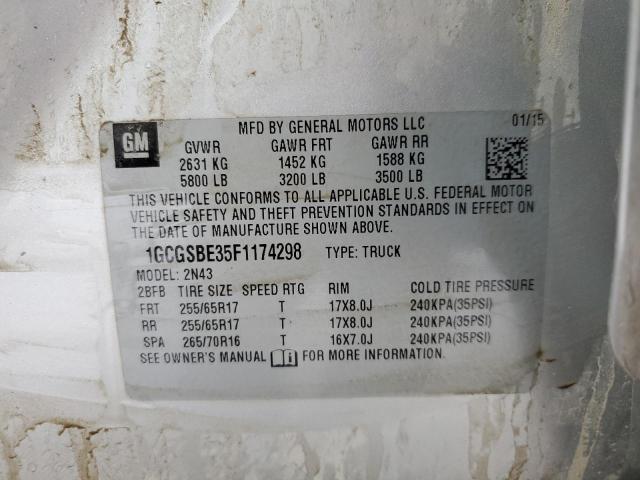 MFD BY GENERAL MOTORS LLC 01/15
GM GVWR GAWR FRT GAWR RR
2631 KG 1452 KG 1588 KG
5800 LB 3200 LB 3500 LB
THIS VEHICLE CONFORMS TO ALL APPLICABLE U.S. FEDERAL MOTOR
VEHICLE SAFETY AND THEFT PREVENTION STANDARDS IN EFFECT ON
THE DATE OF MANUFACTURE SHOWN ABOVE.
1GCGSBE35F1174298 TYPE: TRUCK
MODEL: 2N43
2BFB TIRE SIZE SPEED RTG RIM COLD TIRE PRESSURE
FRT 255/65R17 T 17X8.0J 240KPA(35PSI)
RR 255/65R17 T 17X8.0J 240KPA(35PSI)
SPA 265/70R16 T 16X7.0J 240KPA(35PSI)
SEE OWNER'S MANUAL FOR MORE INFORMATION.